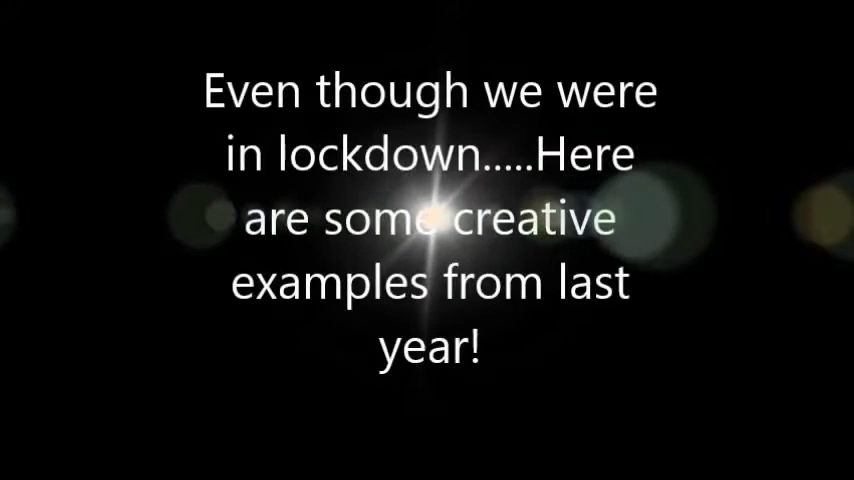 Even though we were
in lockdown.....Here
are some creative
examples from last
year!